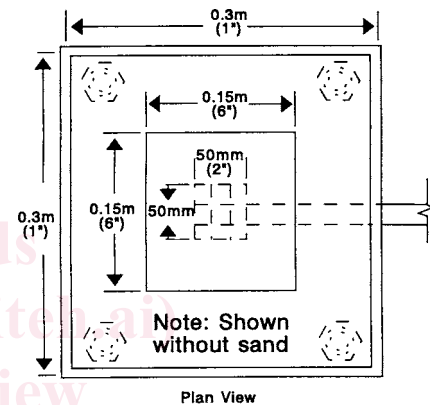 0.3m
(1")
0.15m
(6")
50mm
(2")
0.3m
(1")
0.15m
(6")
50mm
Note: Shown
without sand
Plan View